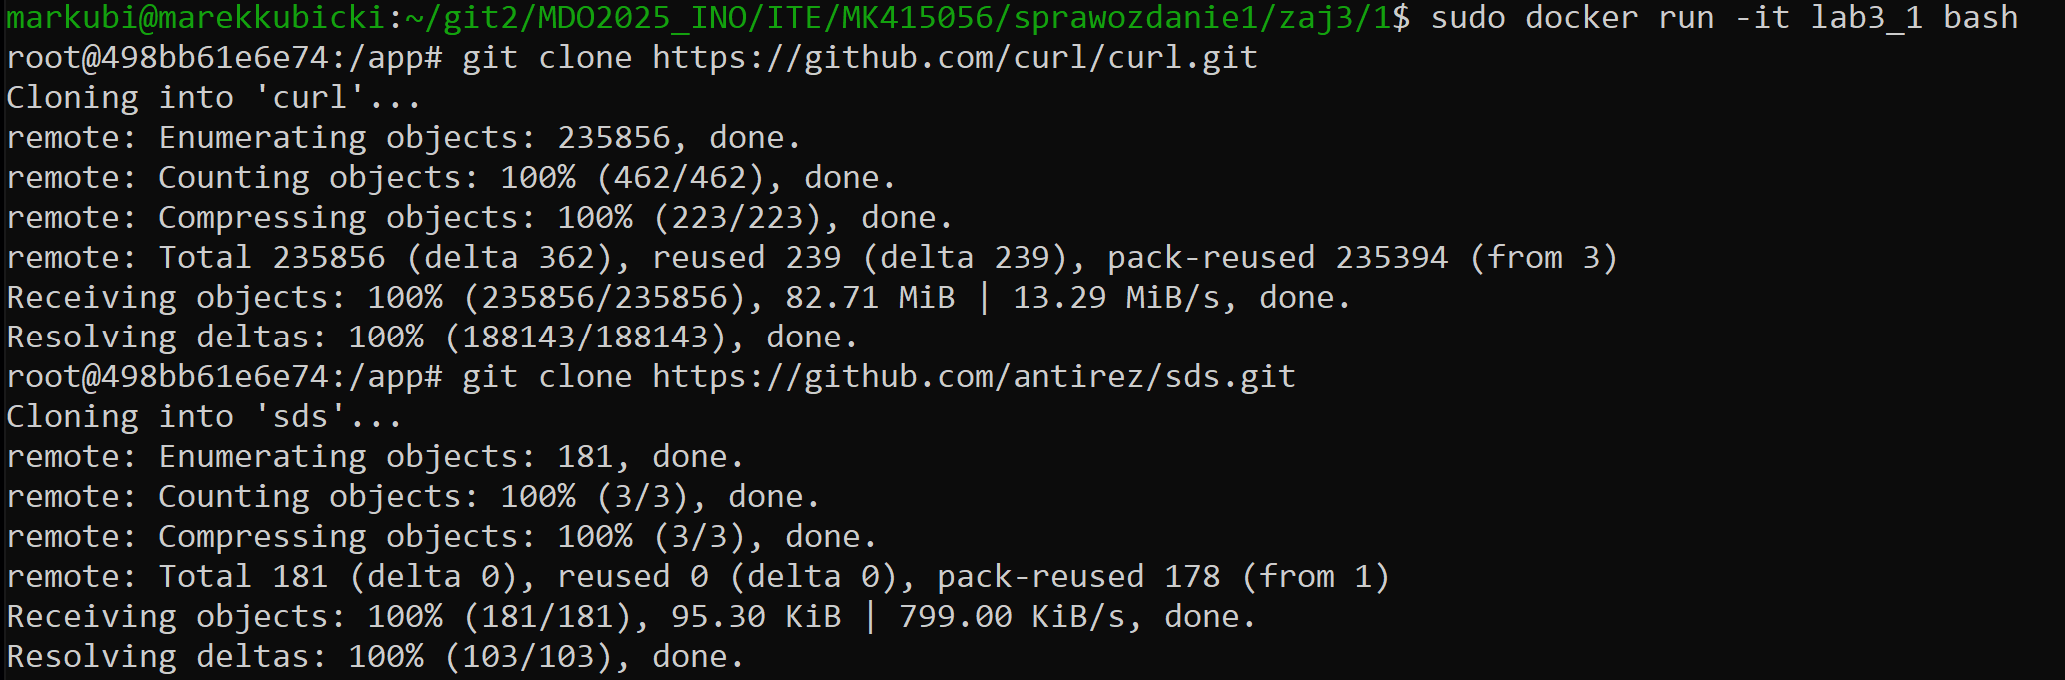 markubi@marekkubicki:~/git2/MDO2025_INO/ITE/MK415056/sprawozdanie1/zaj3/1$ sudo docker run -it lab3_1 bash
root@498bb61e6e74:/app# git clone https://github.com/curl/curl.git
Cloning into 'curl'...
remote: Enumerating objects: 235856, done.
remote: Counting objects: 100% (462/462), done.
remote: Compressing objects: 100% (223/223), done.
remote: Total 235856 (delta 362), reused 239 (delta 239), pack-reused 235394 (from 3)
Receiving objects: 100% (235856/235856), 82.71 MiB | 13.29 MiB/s, done.
Resolving deltas: 100% (188143/188143), done.
root@498bb61e6e74:/app# git clone https://github.com/antirez/sds.git
Cloning into 'sds'...
remote: Enumerating objects: 181, done.
remote: Counting objects: 100% (3/3), done.
remote: Compressing objects: 100% (3/3), done.
remote: Total 181 (delta 0), reused 0 (delta 0), pack-reused 178 (from 1)
Receiving objects: 100% (181/181), 95.30 KiB | 799.00 KiB/s, done.
Resolving deltas: 100% (103/103), done.